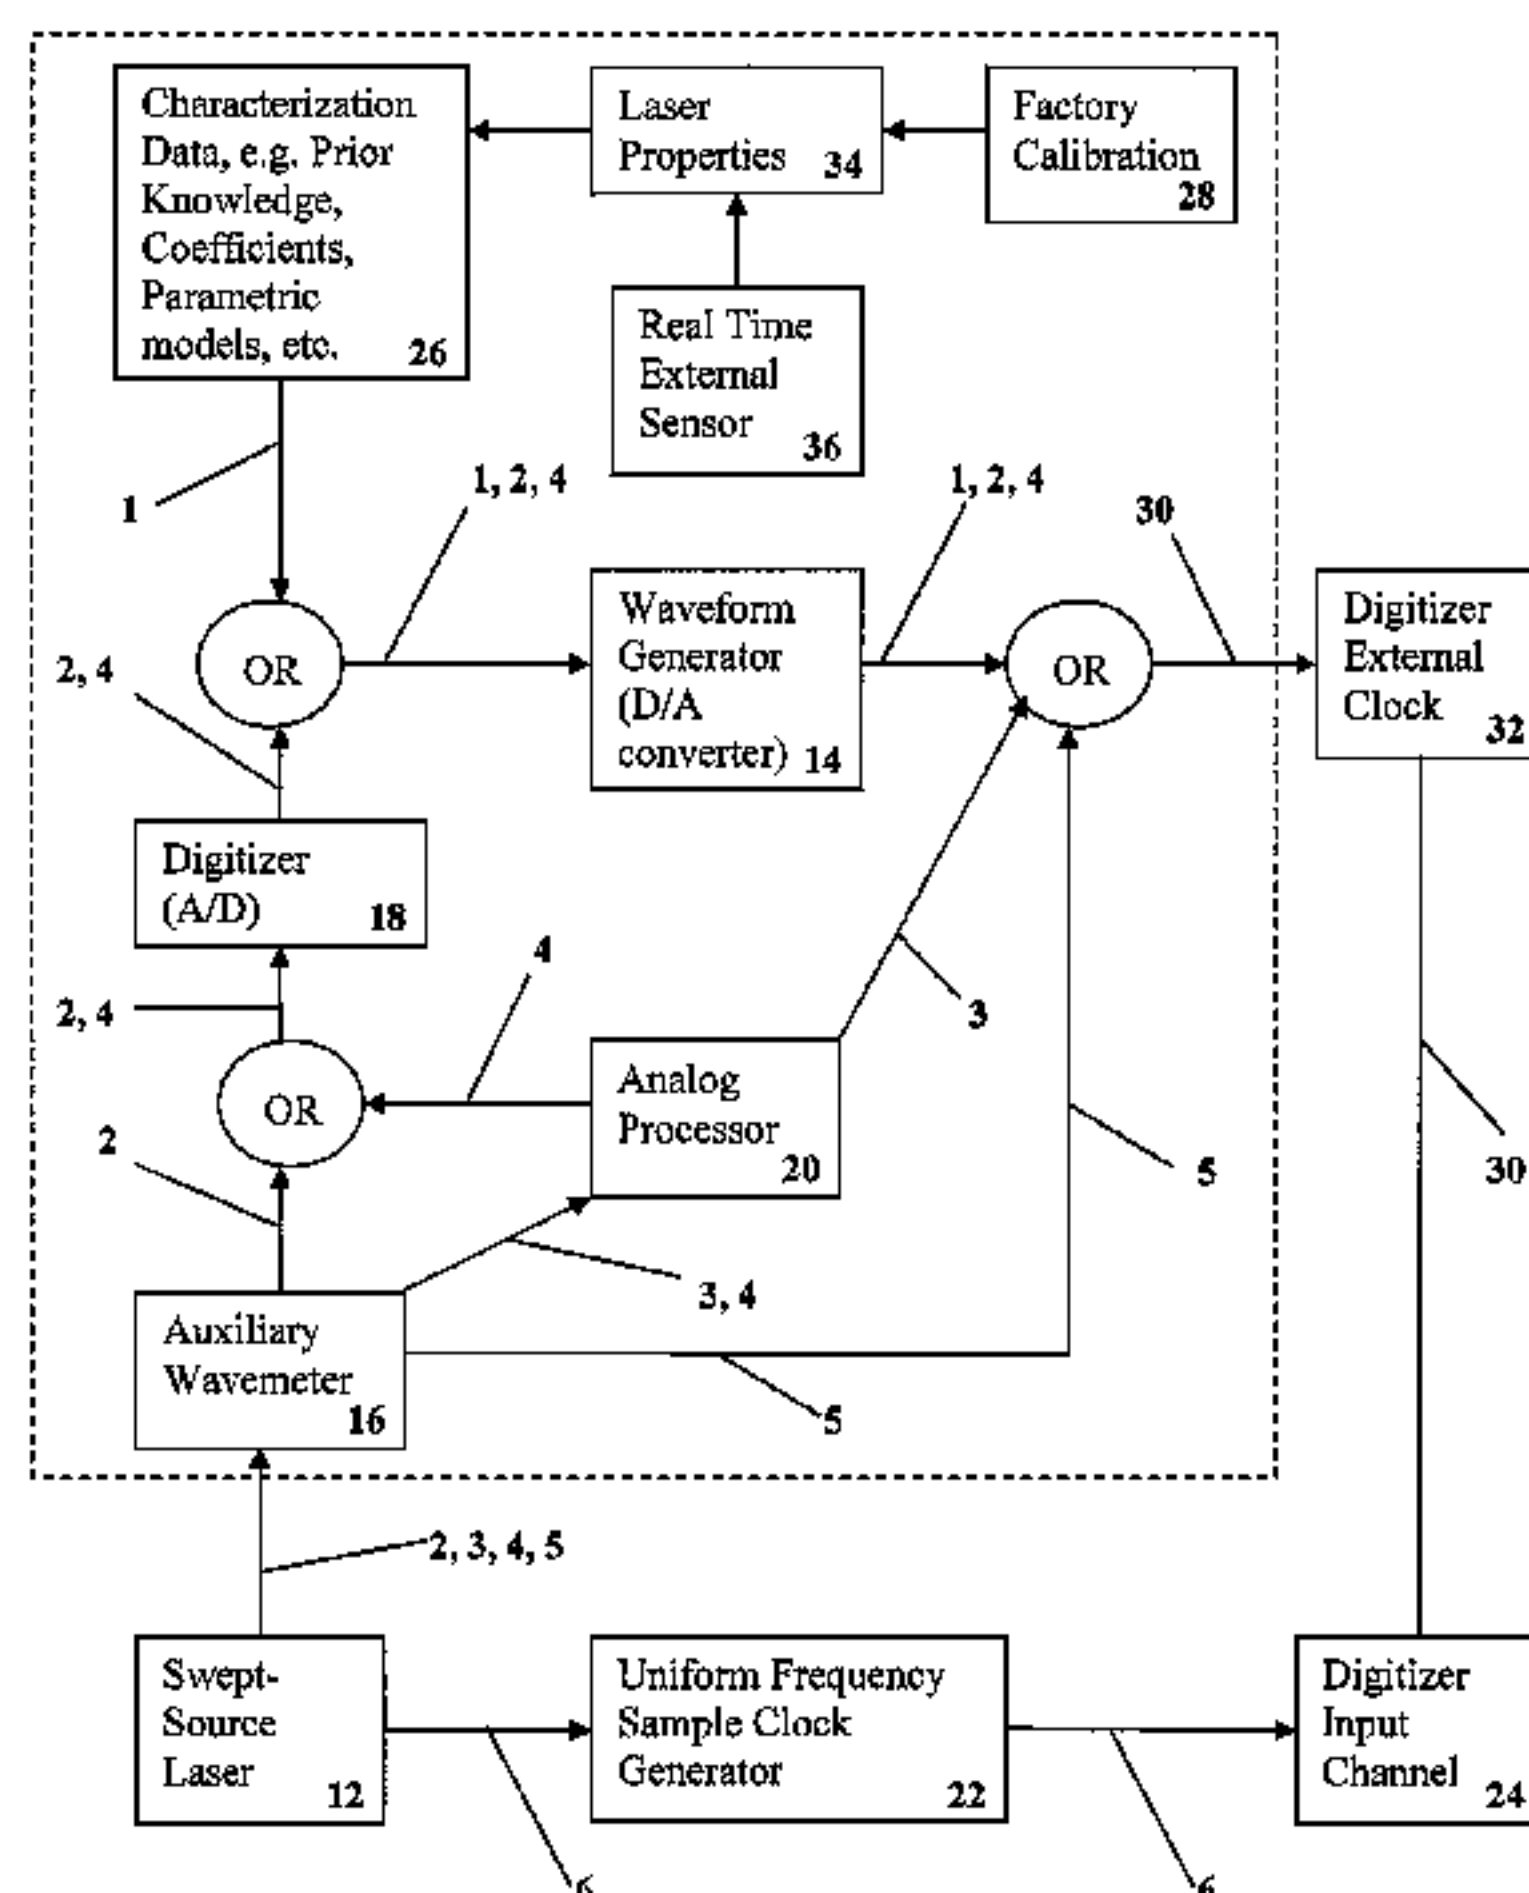 Characterization
Data, e.g. Prior
Knowledge,
Coefficients,
Parametric
models, etc. 26
Laser
Properties 34
Factory
Calibration
28
Real Time
External
Sensor
36
1
1, 2, 4
1, 2, 4
30
OR
Waveform
Generator
(D/A
converter) 14
OR
Digitizer
External
Clock
32
2, 4
Digitizer
(A/D) 18
4
3
2, 4
OR
Analog
Processor
20
2
5
30
3, 4
Auxiliary
Wavemeter
16
5
2, 3, 4, 5
Swept-
Source
Laser 12
Uniform Frequency
Sample Clock
Generator 22
Digitizer
Input
Channel 24
6
6